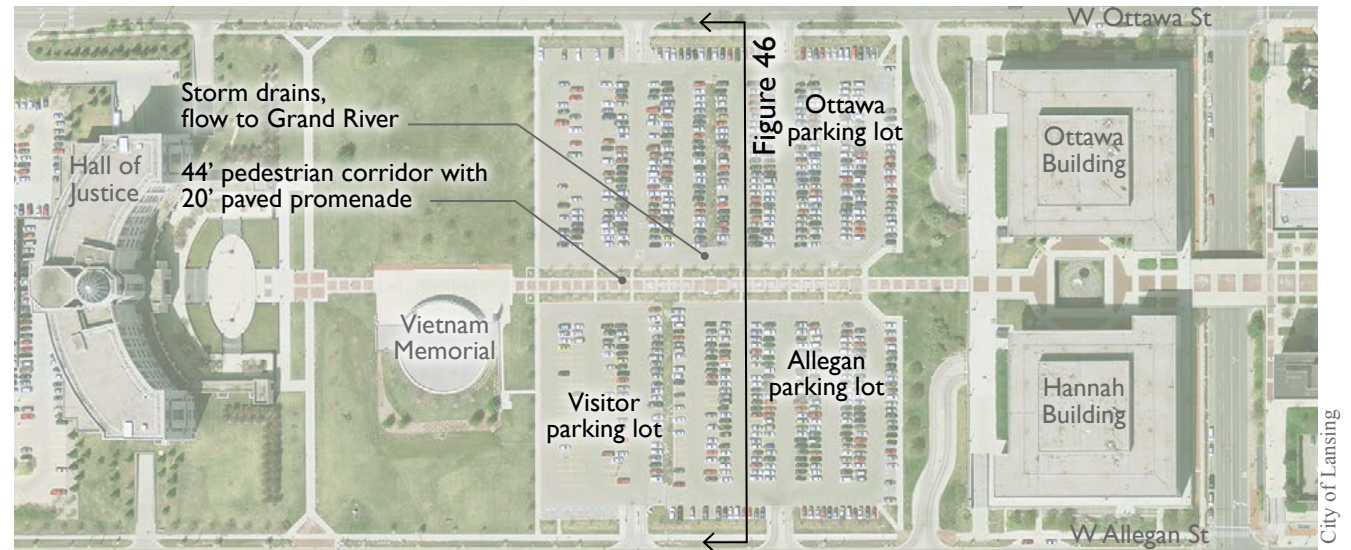 W Ottawa St
Storm drains,
flow to Grand River
44’ pedestrian corridor with
20’ paved promenade
Hall of
Justice
Figure 46
Ottawa
parking lot
Ottawa
Building
Vietnam
Memorial
Visitor
parking lot
Allegan
parking lot
Hannah
Building
W Allegan St
City of Lansing